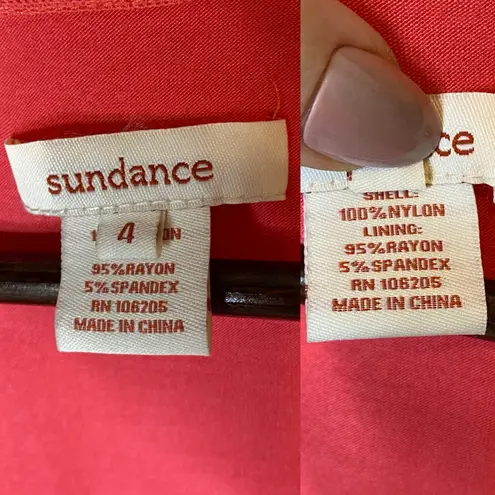 sundance
4
95%RAYON
5% SPANDEX
RN 106205
MADE IN CHINA
ce
SHELL:
100%NYLON
LINING:
95%RAYON
5% SPANDEX
RN 106205
MADE IN CHINA